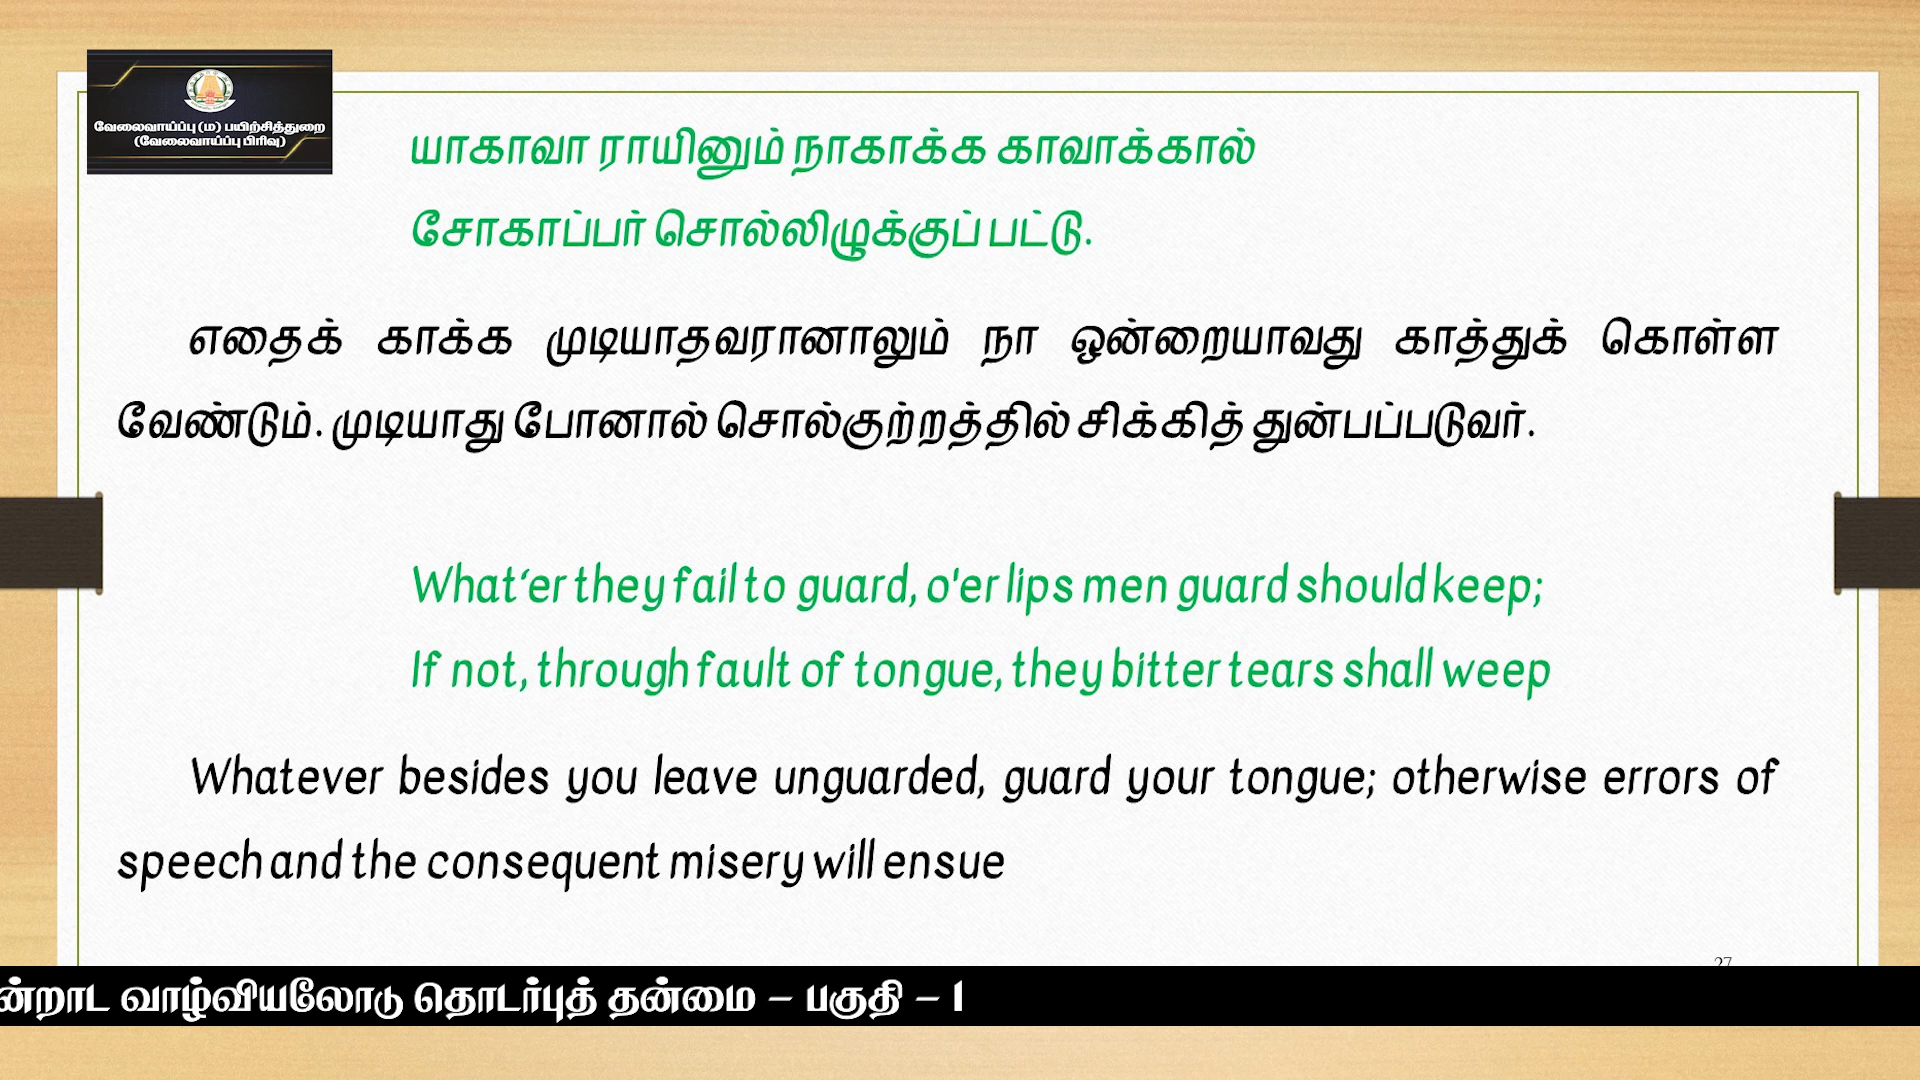 வேலைவாய்ப்பு (ம) பயிற்சித்துறை
(வேலைவாய்ப்பு பிரிவு)
யாகாவா ராயினும் நாகாக்க காவாக்கால்
சோகாப்பர் சொல்லிழுக்குப் பட்டு.
எதைக் காக்க முடியாதவரானாலும் நா ஒன்றையாவது காத்துக் கொள்ள
வேண்டும். முடியாது போனால் சொல்குற்றத்தில் சிக்கித் துன்பப்படுவர்.
What‘er they fail to guard, o'er lips men guard should keep;
If not, through fault of tongue, they bitter tears shall weep
Whatever besides you leave unguarded, guard your tongue; otherwise errors of
speech and the consequent misery will ensue
27
ன்றாட வாழ்வியலோடு தொடர்புத் தன்மை – பகுதி – 1